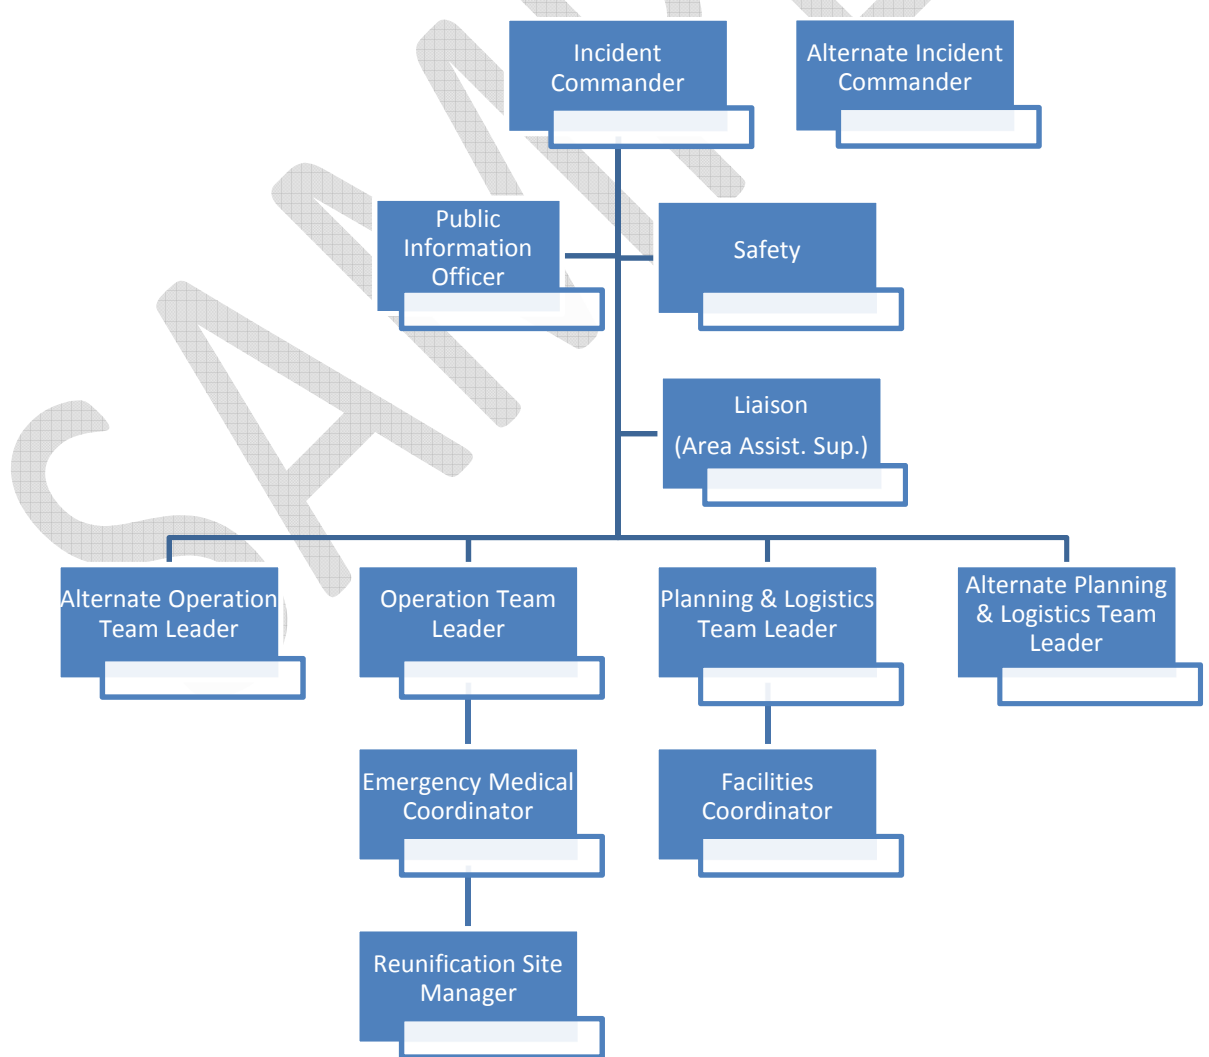 Incident
Commander
Alternate Incident
Commander
Public
Information
Officer
Safety
Liaison
(Area Assist. Sup.)
Alternate Operation
Team Leader
Operation Team
Leader
Planning & Logistics
Team Leader
Alternate Planning
& Logistics Team
Leader
Emergency Medical
Coordinator
Facilities
Coordinator
Reunification Site
Manager